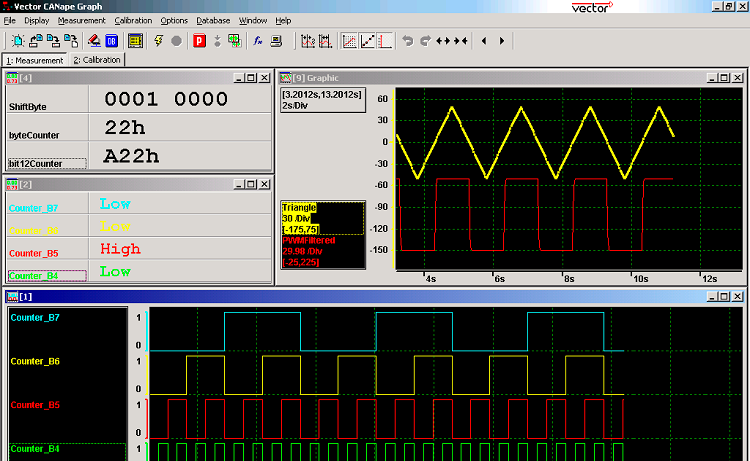 Vector CANape Graph
vector
File Display Measurement Calibration Options Database Window Help
1: Measurement 2: Calibration
[4]
ShiftByte 0001 0000
byteCounter 22h
bit12Counter A22h
[2]
Counter_B7 Low
Counter_B6 Low
Counter_B5 High
Counter_B4 Low
[9] Graphic
[3.2012s,13.2012s]
2s/Div
Triangle
30 /Div
[-175,75]
PWMFiltered
29.98 /Div
[-25,225]
60
30
0
-30
-60
-90
-120
-150
4s 6s 8s 10s 12s
[1]
Counter_B7 1
0
Counter_B6 1
0
Counter_B5 1
0
Counter_B4 1